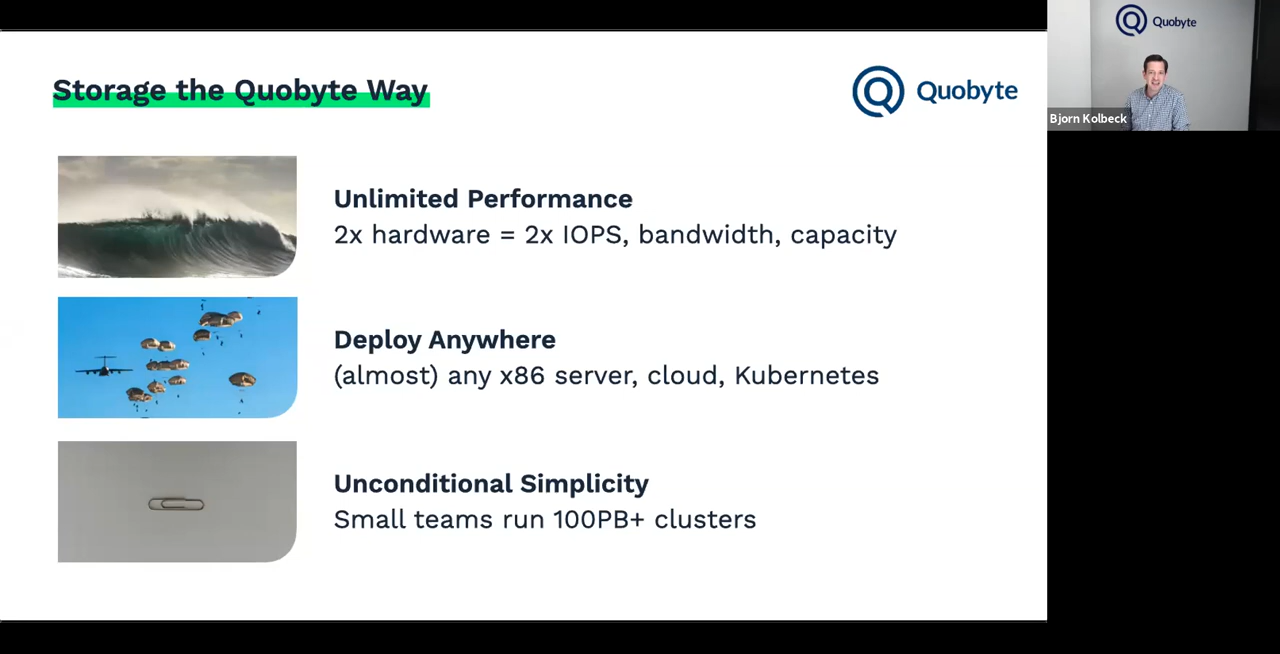 Storage the Quobyte Way
Quobyte
Unlimited Performance
2x hardware = 2x IOPS, bandwidth, capacity
Deploy Anywhere
(almost) any x86 server, cloud, Kubernetes
Unconditional Simplicity
Small teams run 100PB+ clusters
Quobyte
Bjorn Kolbeck